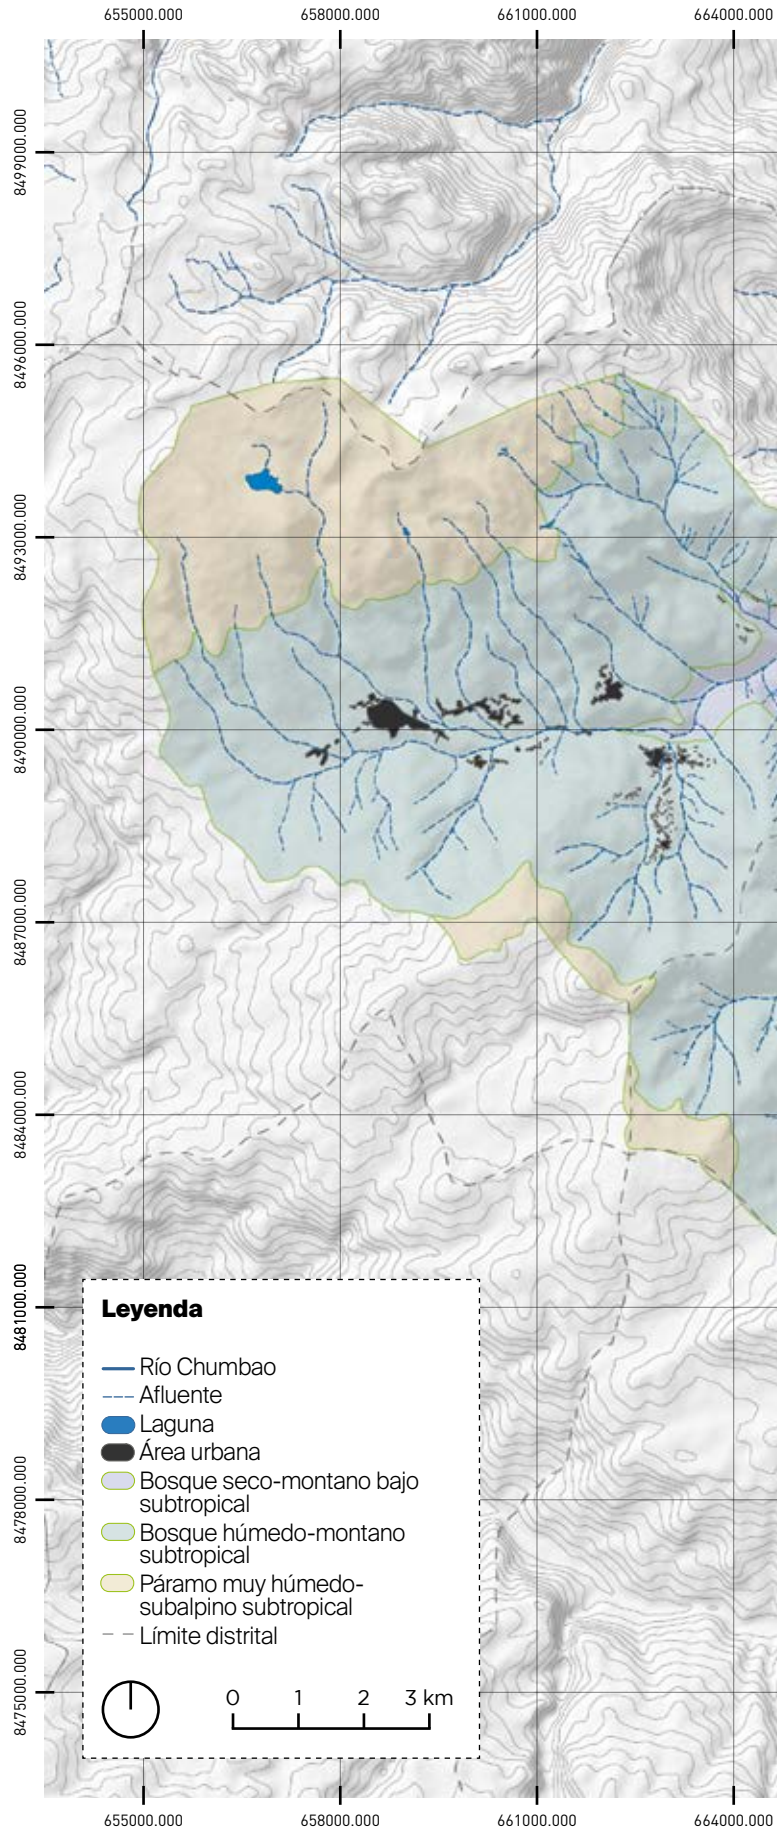 655000.000 658000.000 661000.000 664000.000
8499000.000
8496000.000
8493000.000
8490000.000
8487000.000
8484000.000
8481000.000
8478000.000
8475000.000
Leyenda
Río Chumbao
Afluente
Laguna
Área urbana
Bosque seco-montano bajo
subtropical
Bosque húmedo-montano
subtropical
Páramo muy húmedo-
subalpino subtropical
Límite distrital
0 1 2 3 km
655000.000 658000.000 661000.000 664000.000